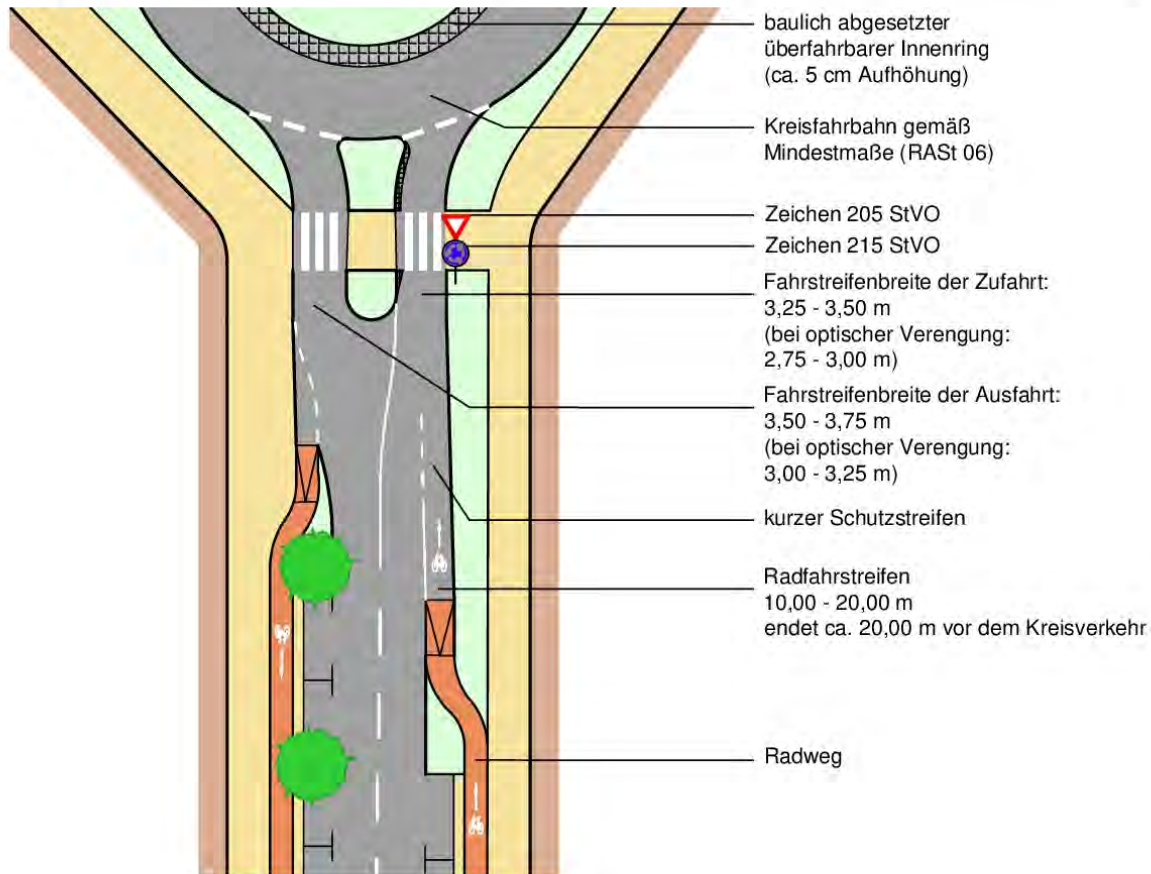 baulich abgesetzter
überfahrbarer Innenring
(ca. 5 cm Aufhöhung)
Kreisfahrbahn gemäß
Mindestmaße (RASt 06)
Zeichen 205 StVO
Zeichen 215 StVO
Fahrstreifenbreite der Zufahrt:
3,25 - 3,50 m
(bei optischer Verengung:
2,75 - 3,00 m)
Fahrstreifenbreite der Ausfahrt:
3,50 - 3,75 m
(bei optischer Verengung:
3,00 - 3,25 m)
kurzer Schutzstreifen
Radfahrstreifen
10,00 - 20,00 m
endet ca. 20,00 m vor dem Kreisverkehr
Radweg